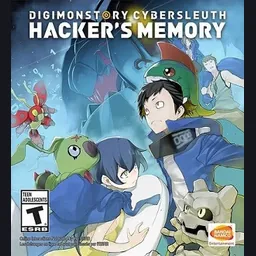 DIGIMONSTORY CYBERSLEUTH
HACKER'S MEMORY
TEEN
ADOLESCENTS
T
ESRB
BANDAI
NAMCO
Entertainment